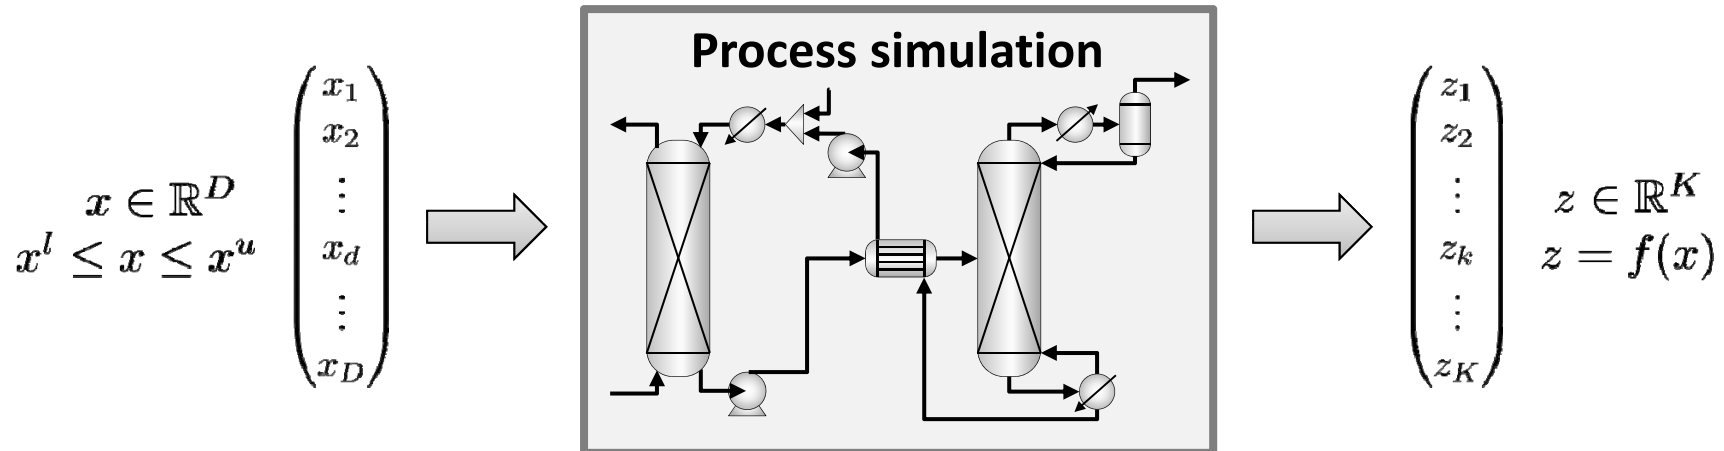 Process simulation
x ∈ ℝ^D
x^l ≤ x ≤ x^u
x_1
x_2
⋮
x_d
⋮
x_D
z_1
z_2
⋮
z_k
⋮
z_K
z ∈ ℝ^K
z = f(x)